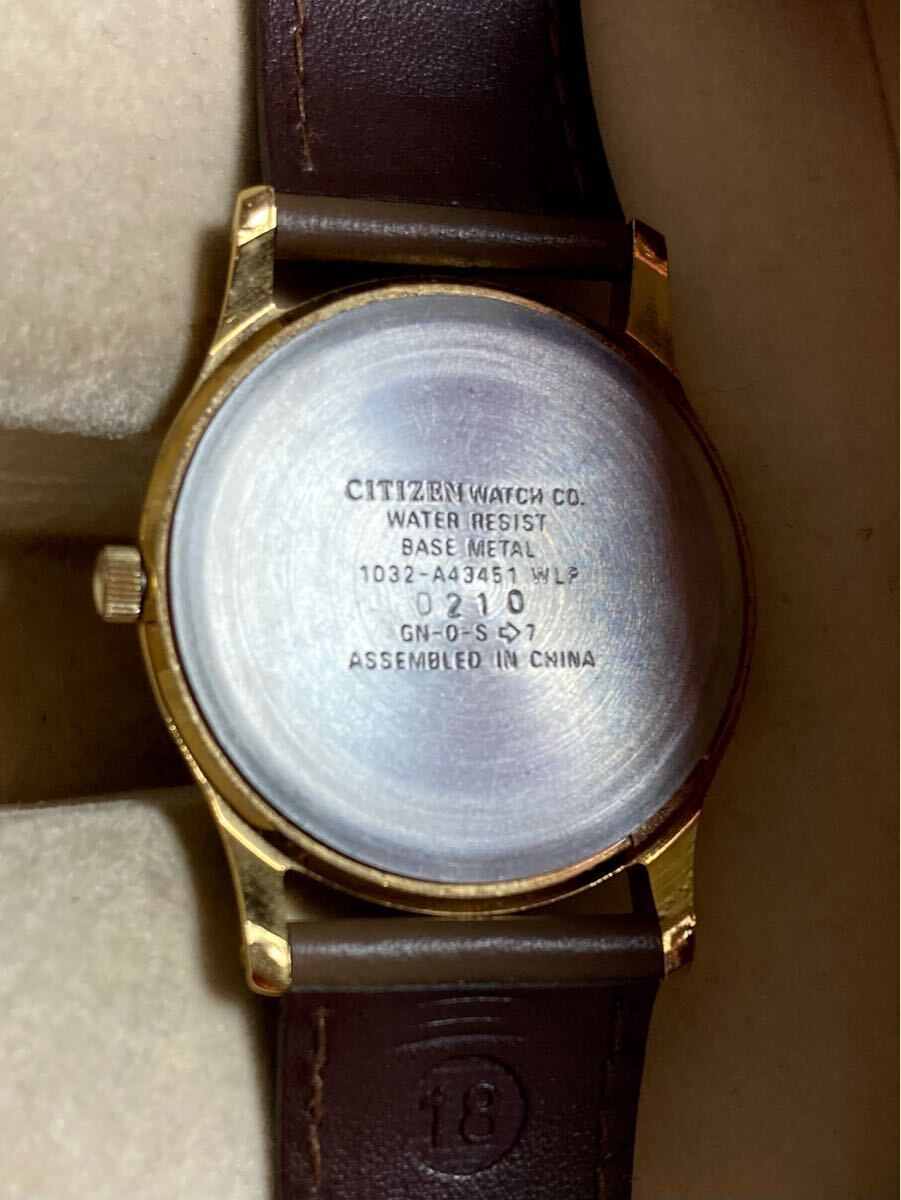 CITIZEN WATCH CO.
WATER RESIST
BASE METAL
1032-A43451 WLP
0210
GN-0-S ⇨7
ASSEMBLED IN CHINA
18